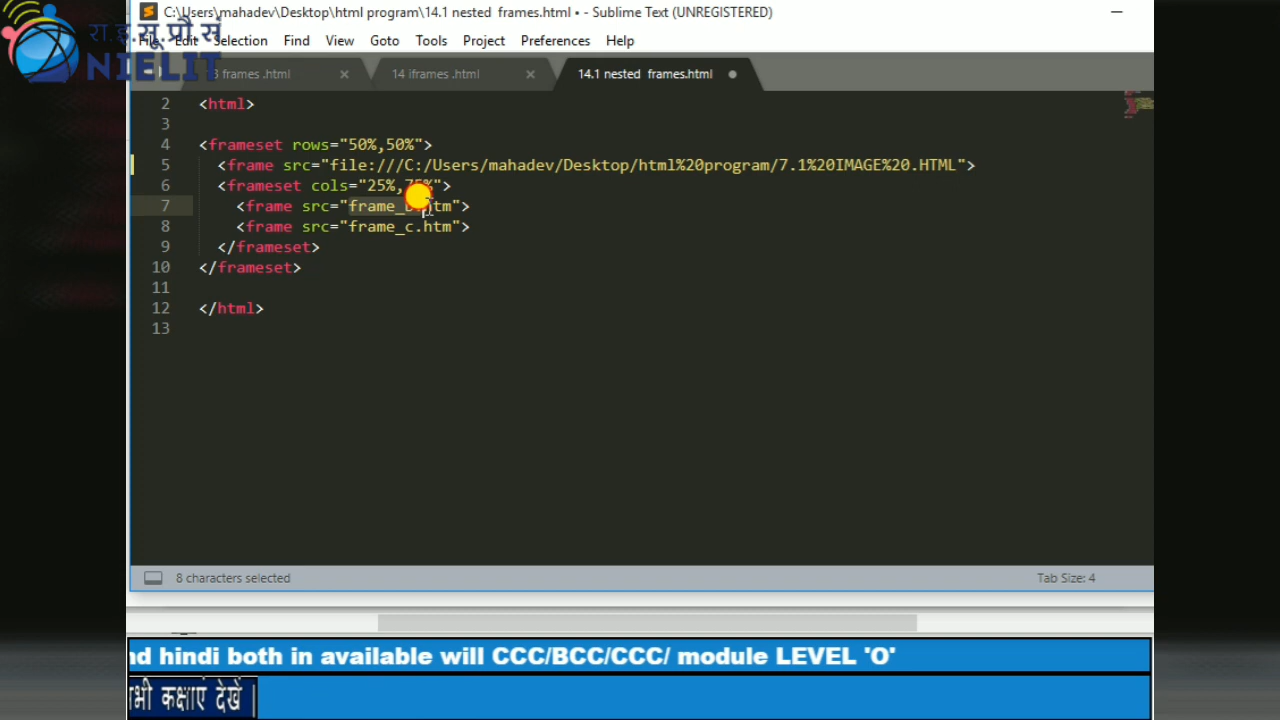 C:\Users\mahadev\Desktop\html program\14.1 nested frames.html • - Sublime Text (UNREGISTERED)
रा.इ.सू.प्रौ.सं
NIELIT
File Edit Selection Find View Goto Tools Project Preferences Help
frames .html 14 iframes .html 14.1 nested frames.html
2 <html>
3
4 <frameset rows="50%,50%">
5 <frame src="file:///C:/Users/mahadev/Desktop/html%20program/7.1%20IMAGE%20.HTML">
6 <frameset cols="25%,75%">
7 <frame src="frame_b.htm">
8 <frame src="frame_c.htm">
9 </frameset>
10 </frameset>
11
12 </html>
13
8 characters selected Tab Size: 4
nd hindi both in available will CCC/BCC/CCC/ module LEVEL 'O'
भी कक्षाएं देखें |